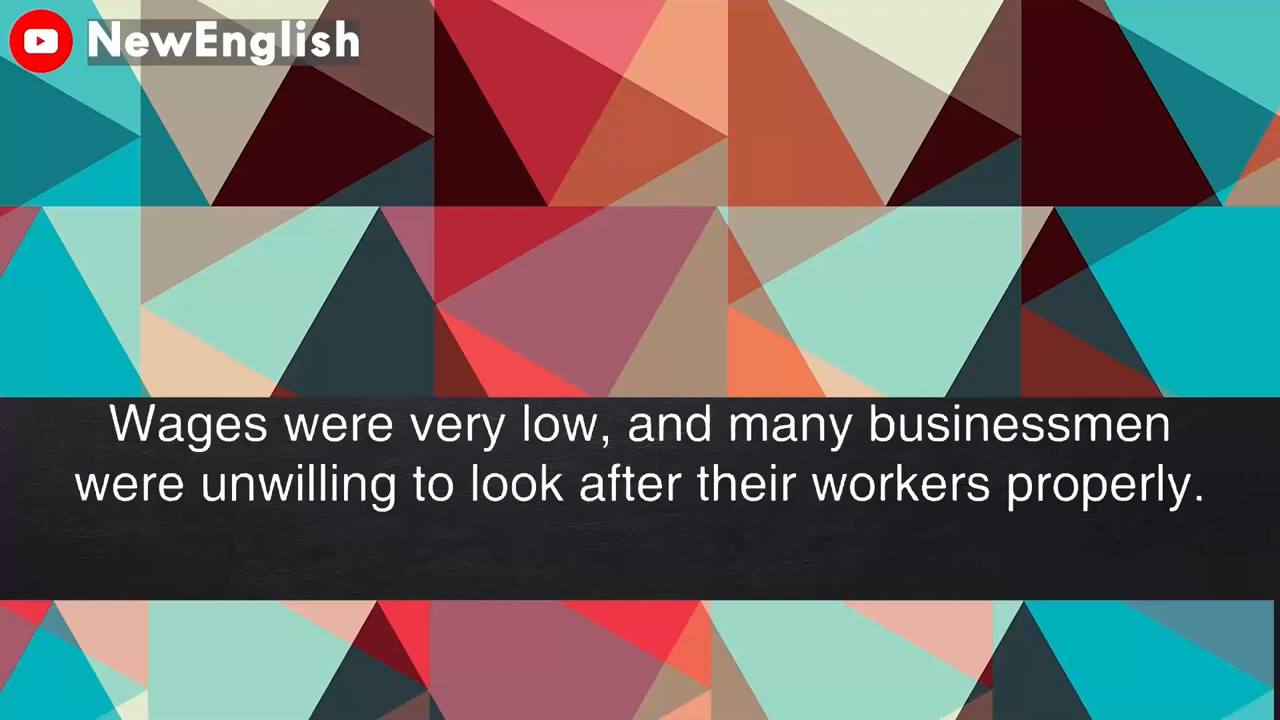 NewEnglish
Wages were very low, and many businessmen
were unwilling to look after their workers properly.